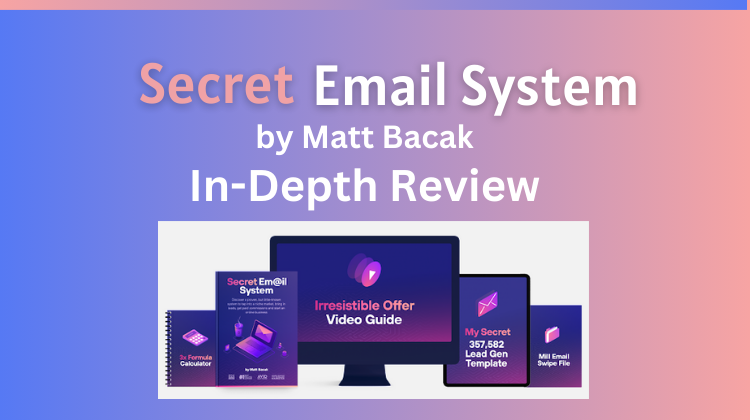 Secret Email System
by Matt Bacak
In-Depth Review
Secret Em@il
System
by Matt Bacak
Irresistible Offer
Video Guide
2x Formula
Calculator
My Secret
357,582
Lead Gen
Template
Mill Email
Swipe File